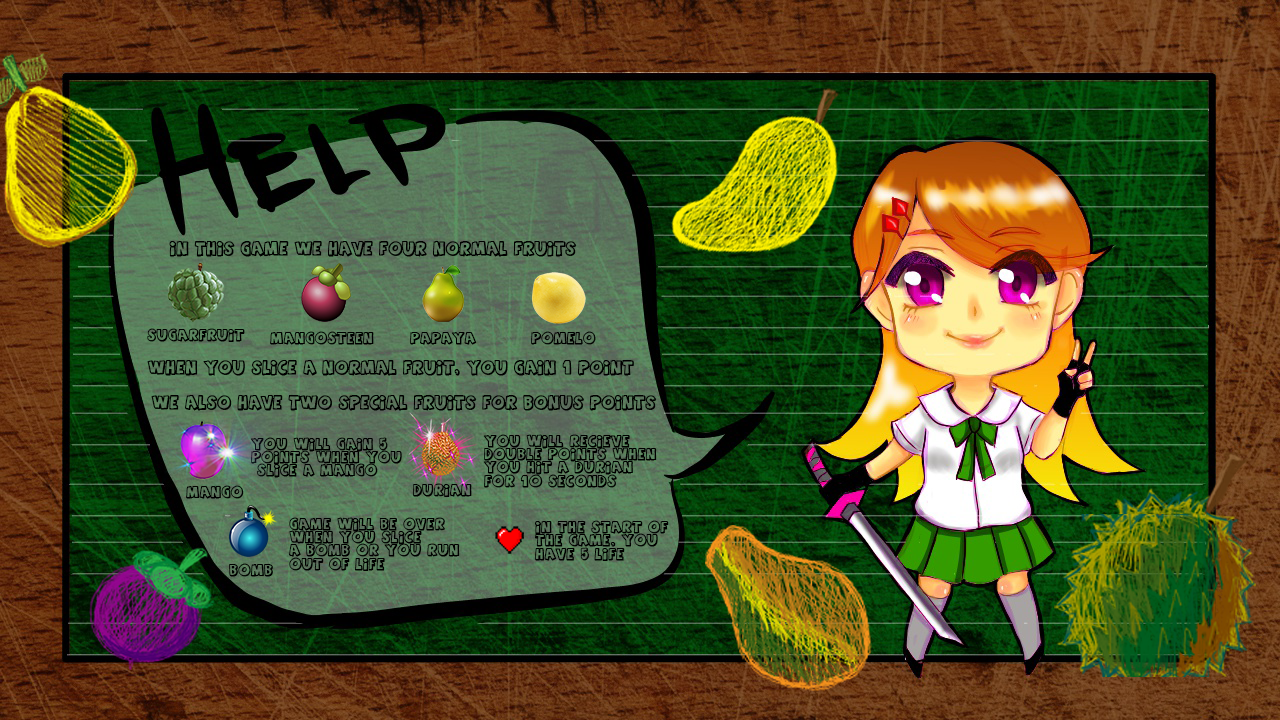 HELP
iN THiS GAME WE HAVE FOUR NORMAL FRUiTS
SUGARFRUiT MANGOSTEEN PAPAYA POMELO
WHEN YOU SLiCE A NORMAL FRUiT, YOU GAiN 1 POiNT
WE ALSO HAVE TWO SPECiAL FRUiTS FOR BONUS POiNTS
YOU WiLL GAiN 5
POiNTS WHEN YOU
SLiCE A MANGO
MANGO
YOU WiLL RECiEVE
DOUBLE POiNTS WHEN
YOU HiT A DURiAN
FOR 10 SECONDS
DURiAN
GAME WiLL BE OVER
WHEN YOU SLiCE
A BOMB OR YOU RUN
OUT OF LiFE
BOMB
iN THE START OF
THE GAME, YOU
HAVE 5 LiFE